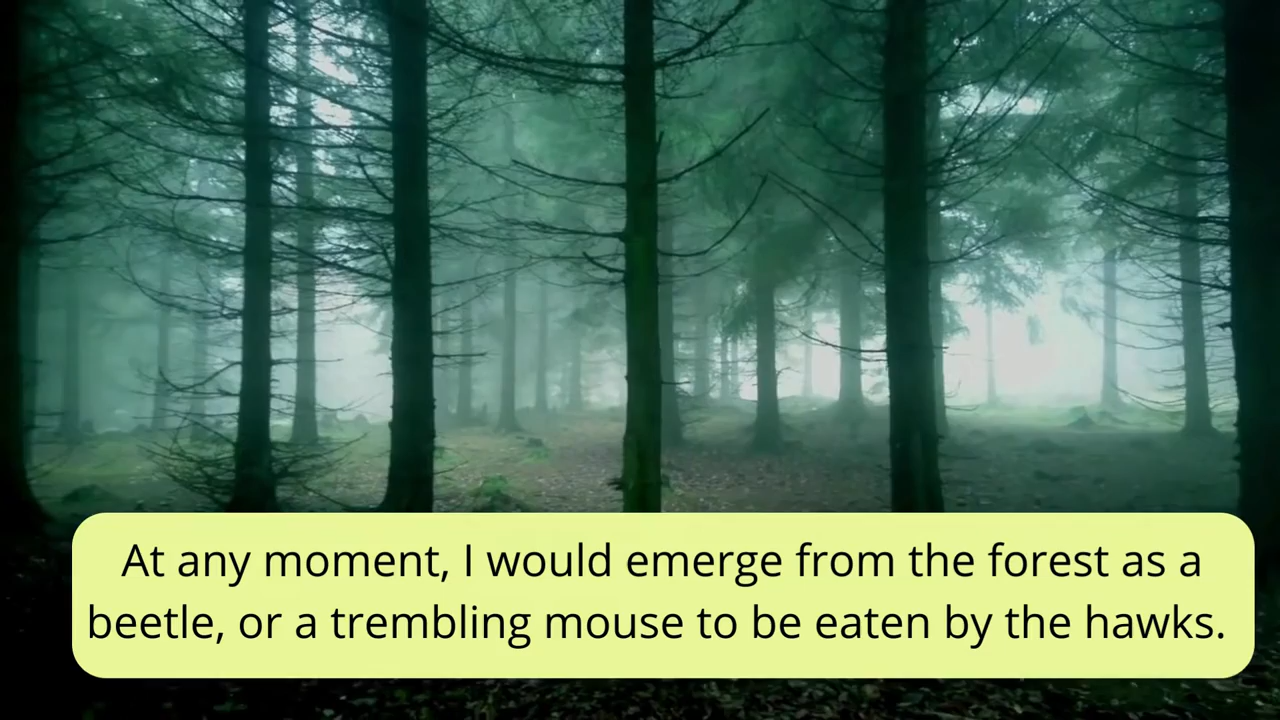 At any moment, I would emerge from the forest as a
beetle, or a trembling mouse to be eaten by the hawks.